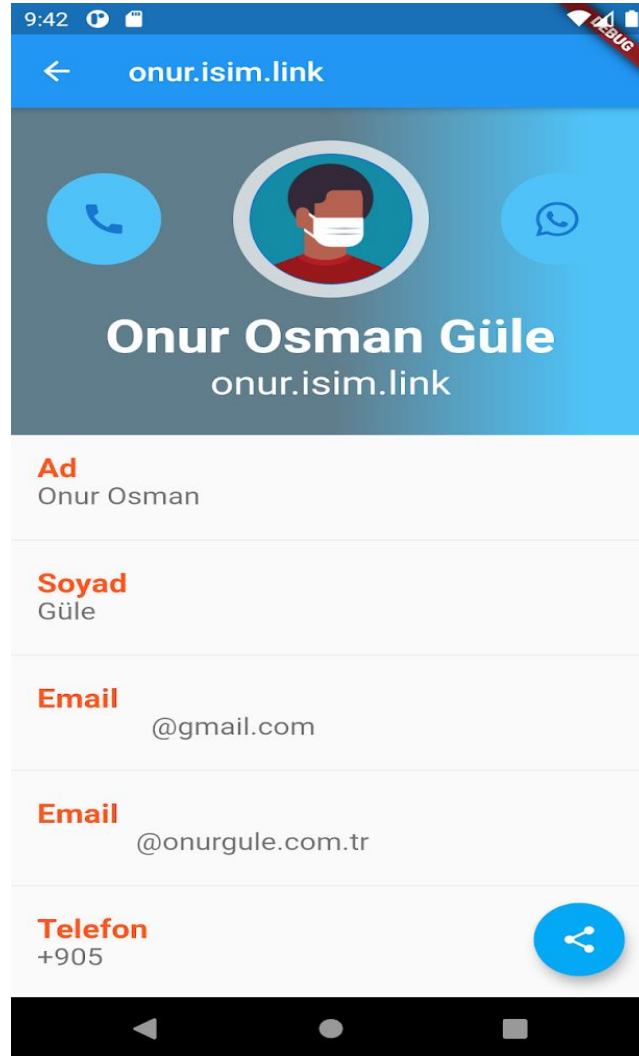 9:42
DEBUG
onur.isim.link
Onur Osman Güle
onur.isim.link
Ad
Onur Osman
Soyad
Güle
Email
@gmail.com
Email
@onurgule.com.tr
Telefon
+905